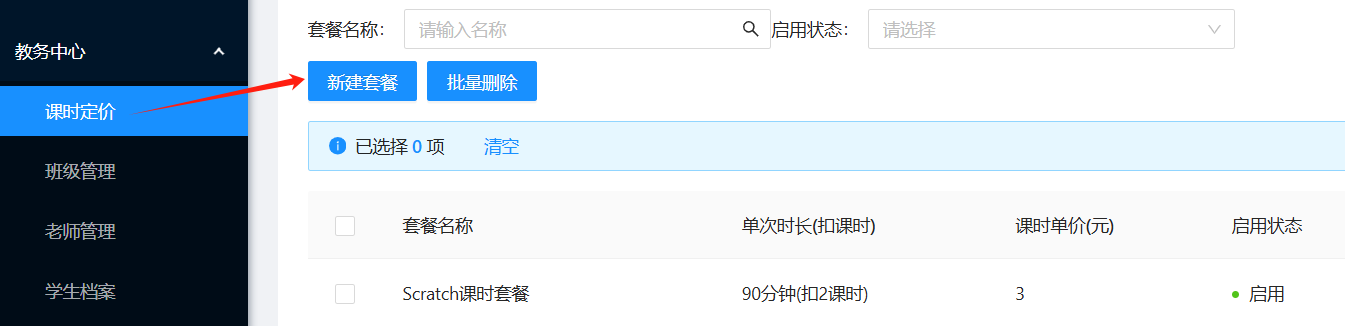 教务中心
课时定价
班级管理
老师管理
学生档案
套餐名称: 请输入名称 启用状态: 请选择
新建套餐 批量删除
已选择 0 项 清空
套餐名称 单次时长(扣课时) 课时单价(元) 启用状态
Scratch课时套餐 90分钟(扣2课时) 3 启用